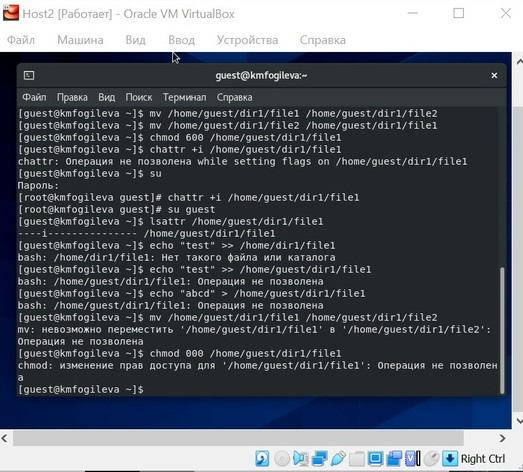 Host2 [Работает] - Oracle VM VirtualBox
Файл Машина Вид Ввод Устройства Справка
guest@kmfogileva:~
Файл Правка Вид Поиск Терминал Справка
[guest@kmfogileva ~]$ mv /home/guest/dir1/file1 /home/guest/dir1/file2
[guest@kmfogileva ~]$ mv /home/guest/dir1/file2 /home/guest/dir1/file1
[guest@kmfogileva ~]$ chmod 600 /home/guest/dir1/file1
[guest@kmfogileva ~]$ chattr +i /home/guest/dir1/file1
chattr: Операция не позволена while setting flags on /home/guest/dir1/file1
[guest@kmfogileva ~]$ su
Пароль:
[root@kmfogileva guest]# chattr +i /home/guest/dir1/file1
[root@kmfogileva guest]# su guest
[guest@kmfogileva ~]$ lsattr /home/guest/dir1/file1
----i--------------- /home/guest/dir1/file1
[guest@kmfogileva ~]$ echo "test" >> /home/dir1/file1
bash: /home/dir1/file1: Нет такого файла или каталога
[guest@kmfogileva ~]$ echo "test" >> /home/guest/dir1/file1
bash: /home/guest/dir1/file1: Операция не позволена
[guest@kmfogileva ~]$ echo "abcd" > /home/guest/dir1/file1
bash: /home/guest/dir1/file1: Операция не позволена
[guest@kmfogileva ~]$ mv /home/guest/dir1/file1 /home/guest/dir1/file2
mv: невозможно переместить '/home/guest/dir1/file1' в '/home/guest/dir1/file2':
Операция не позволена
[guest@kmfogileva ~]$ chmod 000 /home/guest/dir1/file1
chmod: изменение прав доступа для '/home/guest/dir1/file1': Операция не позволен
а
[guest@kmfogileva ~]$
Right Ctrl